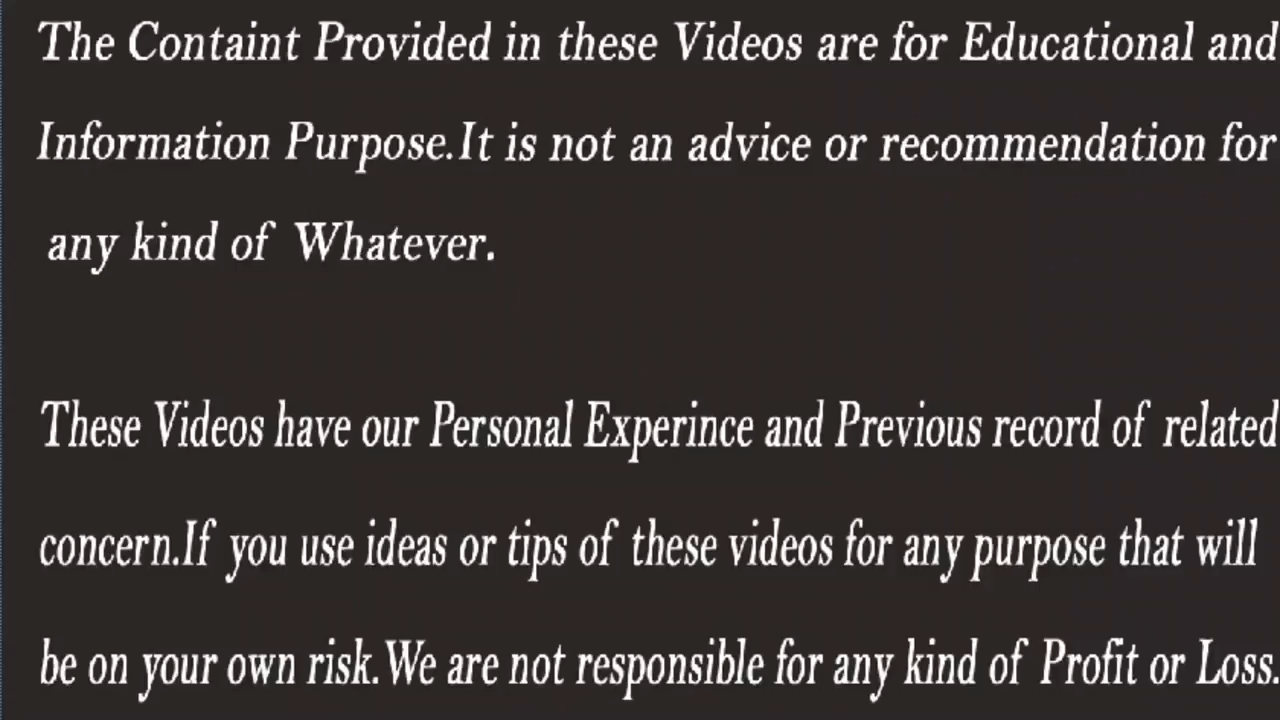 The Containt Provided in these Videos are for Educational and
Information Purpose.It is not an advice or recommendation for
any kind of Whatever.
These Videos have our Personal Experince and Previous record of related
concern.If you use ideas or tips of these videos for any purpose that will
be on your own risk.We are not responsible for any kind of Profit or Loss.